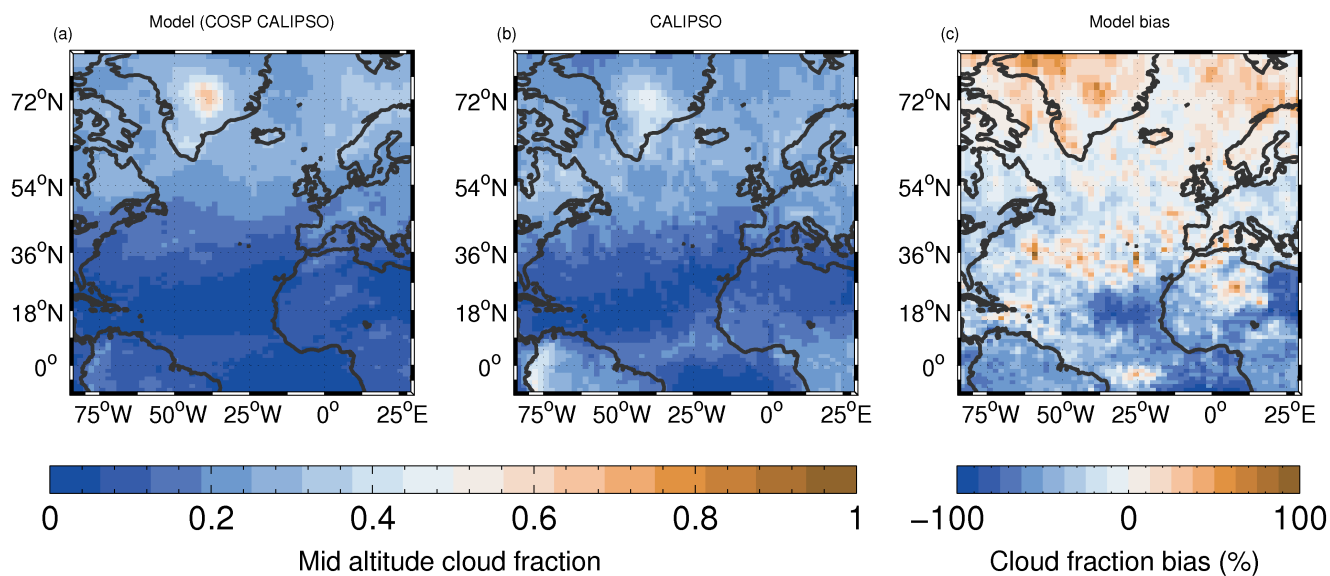 (a) Model (COSP CALIPSO)
(b) CALIPSO
(c) Model bias
72°N 72°N 72°N
54°N 54°N 54°N
36°N 36°N 36°N
18°N 18°N 18°N
0° 0° 0°
75°W 50°W 25°W 0° 25°E 75°W 50°W 25°W 0° 25°E 75°W 50°W 25°W 0° 25°E
0 0.2 0.4 0.6 0.8 1 −100 0 100
Mid altitude cloud fraction Cloud fraction bias (%)